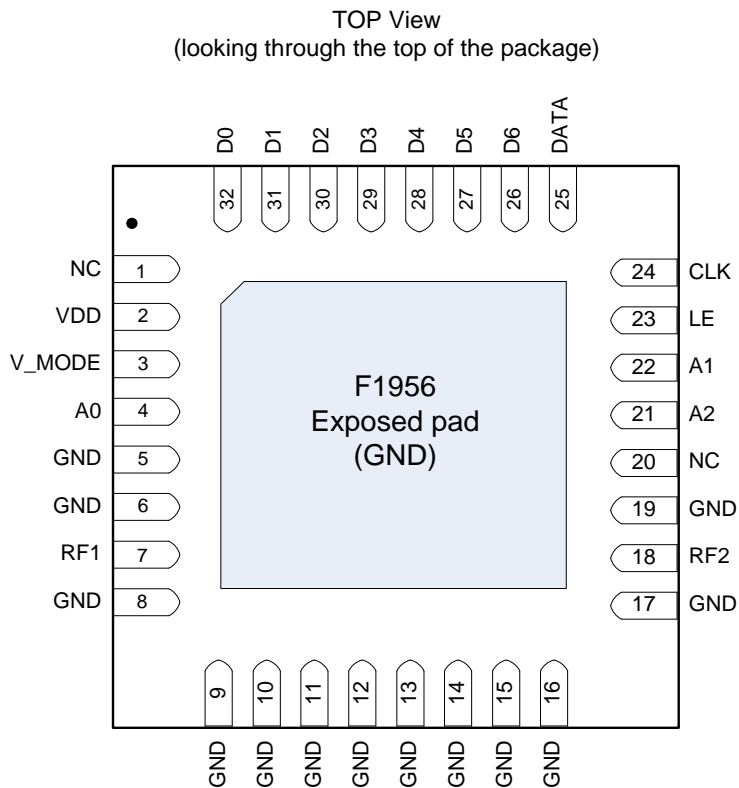 TOP View
(looking through the top of the package)
D0 D1 D2 D3 D4 D5 D6 DATA
32 31 30 29 28 27 26 25
NC 1
VDD 2
V_MODE 3
A0 4
GND 5
GND 6
RF1 7
GND 8
F1956
Exposed pad
(GND)
24 CLK
23 LE
22 A1
21 A2
20 NC
19 GND
18 RF2
17 GND
9 10 11 12 13 14 15 16
GND GND GND GND GND GND GND GND